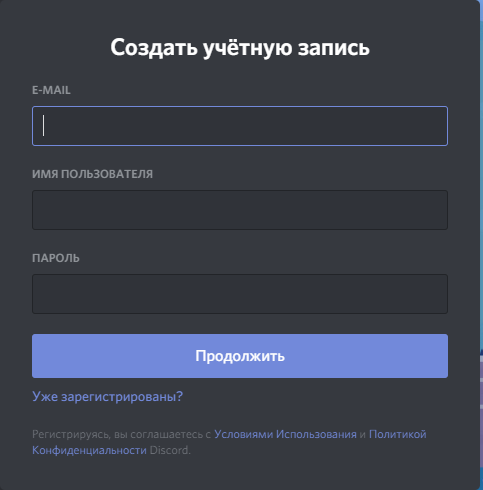 Создать учётную запись
E-MAIL
ИМЯ ПОЛЬЗОВАТЕЛЯ
ПАРОЛЬ
Продолжить
Уже зарегистрированы?
Регистрируясь, вы соглашаетесь с Условиями Использования и Политикой
Конфиденциальности Discord.